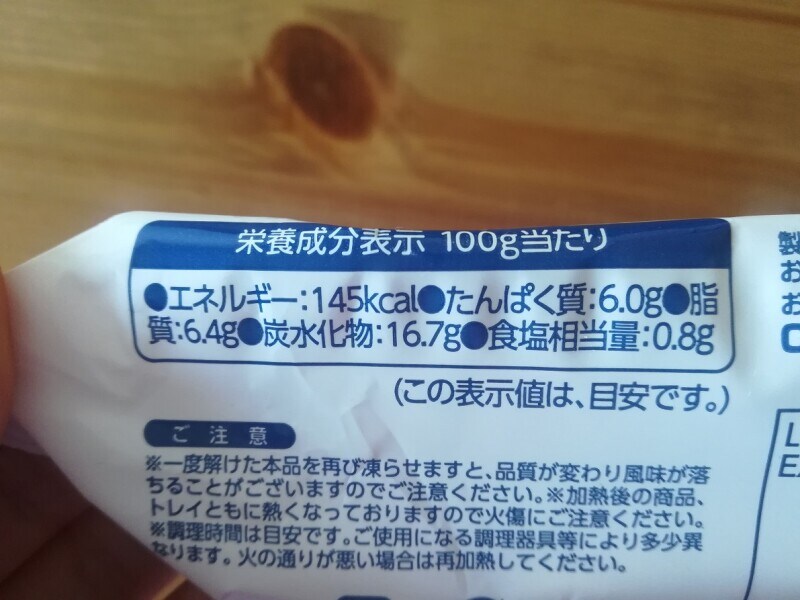 栄養成分表示 100g当たり
●エネルギー:145kcal●たんぱく質:6.0g●脂
質:6.4g●炭水化物:16.7g●食塩相当量:0.8g
(この表示値は、目安です。)
ご注意
※一度解けた本品を再び凍らせますと、品質が変わり風味が落
ちることがございますのでご注意ください。※加熱後の商品、
トレイともに熱くなっておりますので火傷にご注意ください。
※調理時間は目安です。ご使用になる調理器具等により多少異
なります。火の通りが悪い場合は再加熱してください。
製
お
お
L